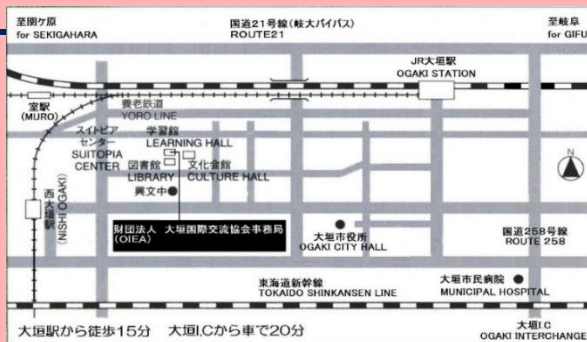 至関ケ原
for SEKIGAHARA
国道21号線(岐大バイパス)
ROUTE21
至岐阜
for GIFU
JR大垣駅
OGAKI STATION
室駅
(MURO)
養老鉄道
YORO LINE
スイトピア
センター
SUITOPIA
CENTER
学習館
LEARNING HALL
図書館
LIBRARY
文化会館
CULTURE HALL
興文中
西大垣駅
(NISHI OGAKI)
財団法人 大垣国際交流協会事務局
(OIEA)
大垣市役所
OGAKI CITY HALL
国道258号線
ROUTE 258
N
東海道新幹線
TOKAIDO SHINKANSEN LINE
大垣市民病院
MUNICIPAL HOSPITAL
大垣駅から徒歩15分 大垣I.Cから車で20分
大垣I.C
OGAKI INTERCHANGE